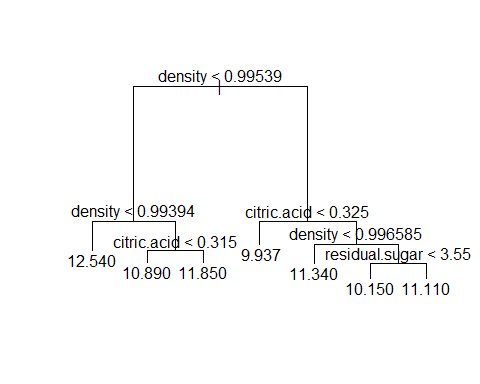 density < 0.99539
density < 0.99394
citric.acid < 0.325
citric.acid < 0.315
density < 0.996585
12.540
10.890
11.850
9.937
residual.sugar < 3.55
11.340
10.150
11.110